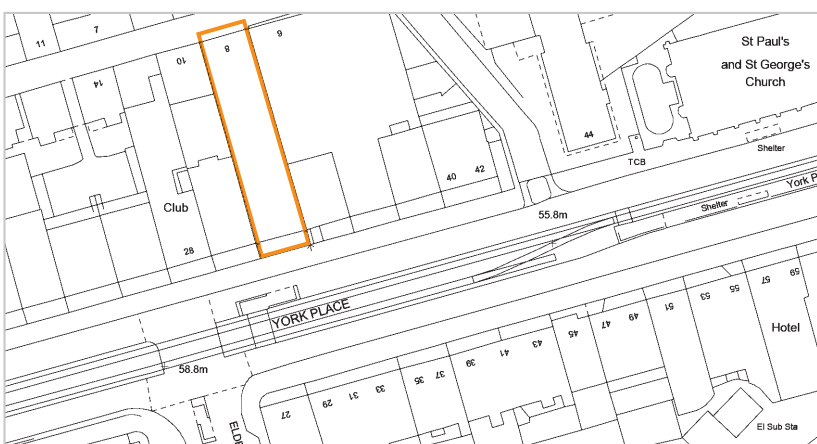 11
7
10
8
6
14
St Paul's
and St George's
Church
44
TCB
Shelter
40
42
Club
28
55.8m
Shelter
York P
YORK PLACE
58.8m
59
57
55
53
51
49
47
45
43
41
39
37
35
33
31
29
27
Hotel
El Sub Sta
ELDR